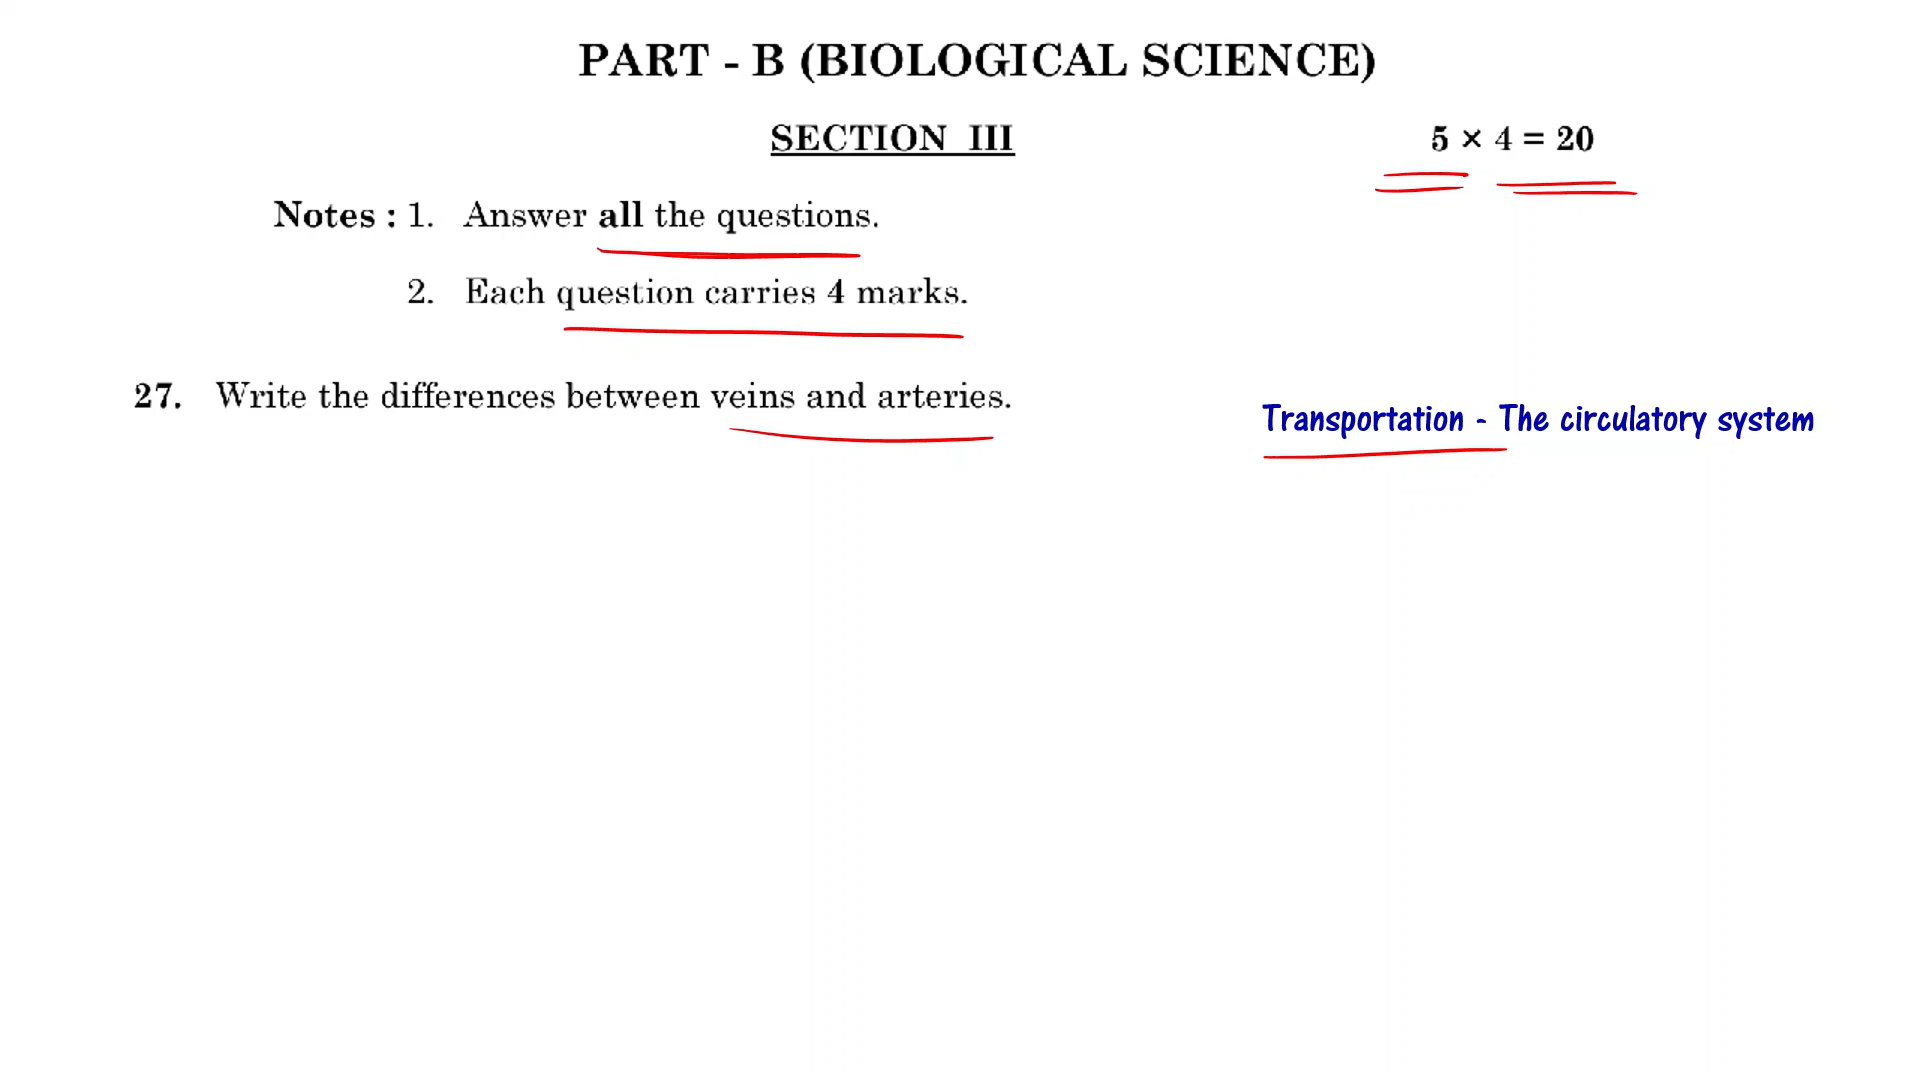 PART - B (BIOLOGICAL SCIENCE)
SECTION III 5 × 4 = 20
Notes : 1. Answer all the questions.
2. Each question carries 4 marks.
27. Write the differences between veins and arteries.
Transportation - The circulatory system